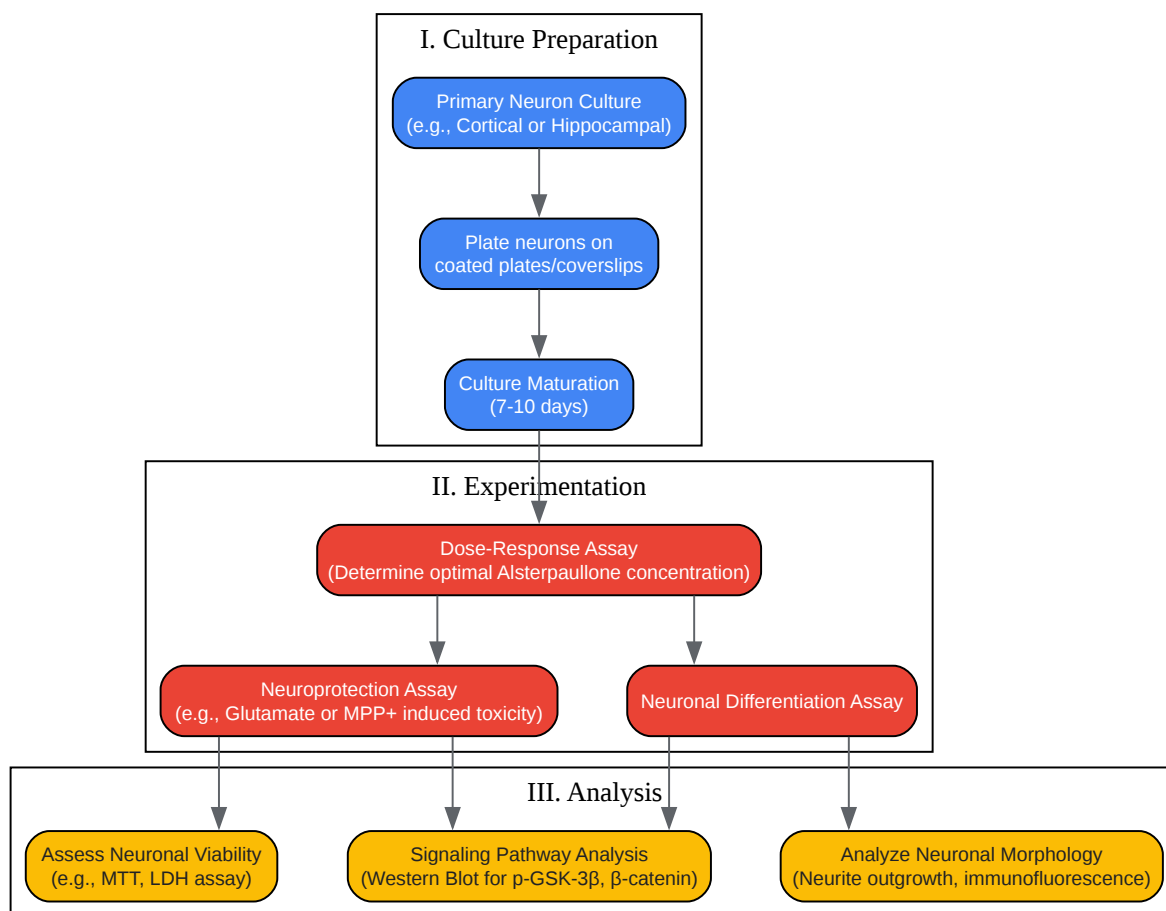 I. Culture Preparation
Primary Neuron Culture
(e.g., Cortical or Hippocampal)
Plate neurons on
coated plates/coverslips
Culture Maturation
(7-10 days)
II. Experimentation
Dose-Response Assay
(Determine optimal Alsterpaullone concentration)
Neuroprotection Assay
(e.g., Glutamate or MPP+ induced toxicity)
Neuronal Differentiation Assay
III. Analysis
Assess Neuronal Viability
(e.g., MTT, LDH assay)
Signaling Pathway Analysis
(Western Blot for p-GSK-3β, β-catenin)
Analyze Neuronal Morphology
(Neurite outgrowth, immunofluorescence)